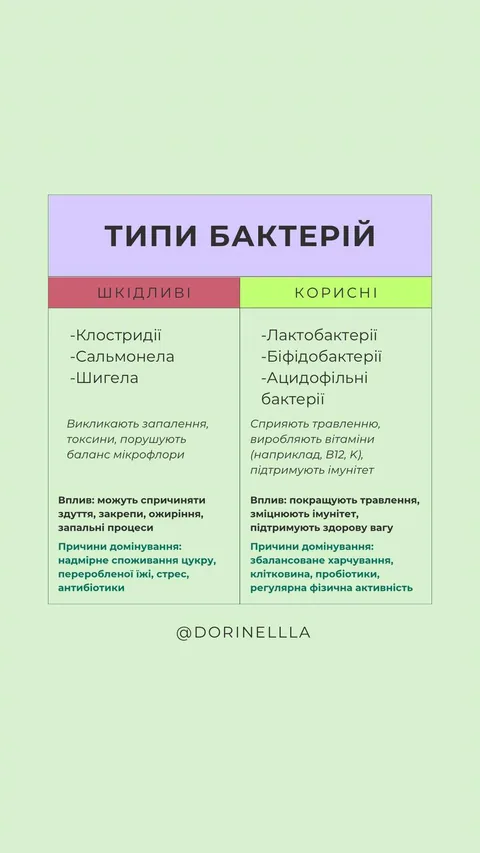 ТИПИ БАКТЕРІЙ
ШКІДЛИВІ
КОРИСНІ
-Клостридії
-Сальмонела
-Шигела
-Лактобактерії
-Біфідобактерії
-Ацидофільні
бактерії
Викликають запалення,
токсини, порушують
баланс мікрофлори
Сприяють травленню,
виробляють вітаміни
(наприклад, B12, K),
підтримують імунітет
Вплив: можуть спричиняти
здуття, закрепи, ожиріння,
запальні процеси
Вплив: покращують травлення,
зміцнюють імунітет,
підтримують здорову вагу
Причини домінування:
надмірне споживання цукру,
переробленої їжі, стрес,
антибіотики
Причини домінування:
збалансоване харчування,
клітковина, пробіотики,
регулярна фізична активність
@DORINELLLA